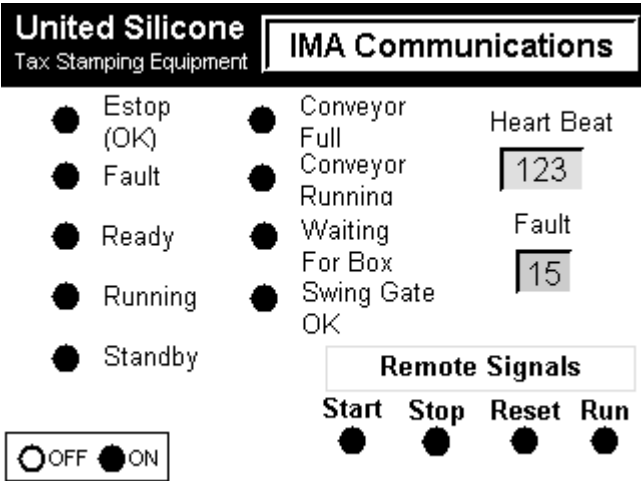 United Silicone
Tax Stamping Equipment
IMA Communications
Estop
(OK)
Fault
Ready
Running
Standby
Conveyor
Full
Conveyor
Running
Waiting
For Box
Swing Gate
OK
Heart Beat
123
Fault
15
Remote Signals
Start Stop Reset Run
OFF ON